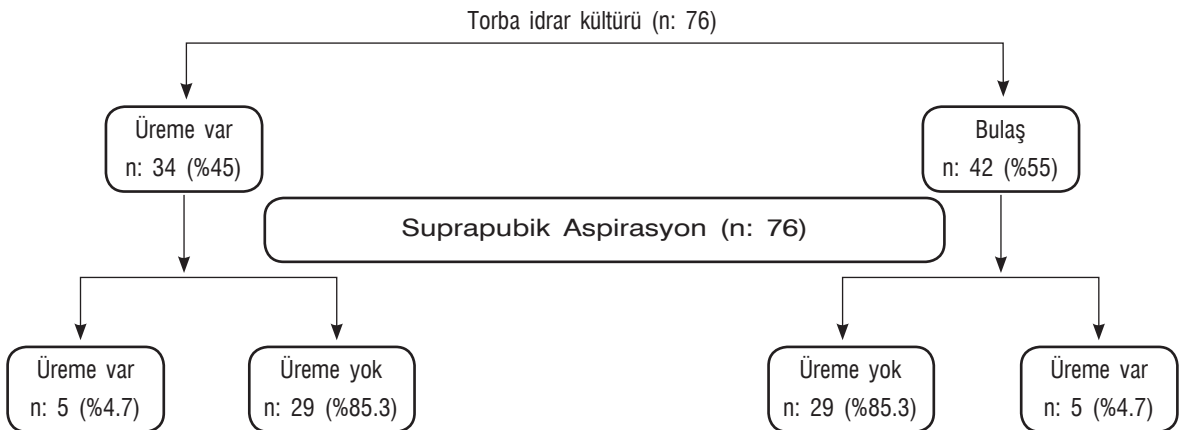 Torba idrar kültürü (n: 76)
Üreme var
n: 34 (%45)
Bulaş
n: 42 (%55)
Suprapubik Aspirasyon (n: 76)
Üreme var
n: 5 (%4.7)
Üreme yok
n: 29 (%85.3)
Üreme yok
n: 29 (%85.3)
Üreme var
n: 5 (%4.7)